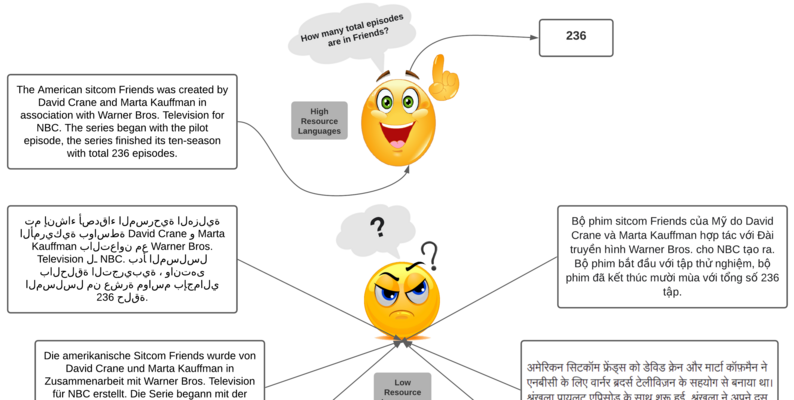 How many total episodes
are in Friends?
236
The American sitcom Friends was created by
David Crane and Marta Kauffman in
association with Warner Bros. Television for
NBC. The series began with the pilot
episode, the series finished its ten-season
with total 236 episodes.
High
Resource
Languages
تم إنشاء أصدقاء المسرحية الهزلية
الأمريكية بواسطة David Crane و Marta
Kauffman بالتعاون مع Warner Bros.
Television لـ NBC. بدأ المسلسل
بالحلقة التجريبية ، وانتهى
المسلسل من عشرة مواسم بإجمالي
236 حلقة.
?
?
Bộ phim sitcom Friends của Mỹ do David
Crane và Marta Kauffman hợp tác với Đài
truyền hình Warner Bros. cho NBC tạo ra.
Bộ phim bắt đầu với tập thử nghiệm, bộ
phim đã kết thúc mười mùa với tổng số 236
tập.
Die amerikanische Sitcom Friends wurde von
David Crane und Marta Kauffman in
Zusammenarbeit mit Warner Bros. Television
für NBC erstellt. Die Serie begann mit der
Low
Resource
अमेरिकन सिटकॉम फ्रेंड्स को डेविड क्रेन और मार्टा कॉफ़मैन ने
एनबीसी के लिए वार्नर ब्रदर्स टेलीविज़न के सहयोग से बनाया था।
श्रृंखला पायलट एपिसोड के साथ शुरू हुई, श्रृंखला ने अपने दस